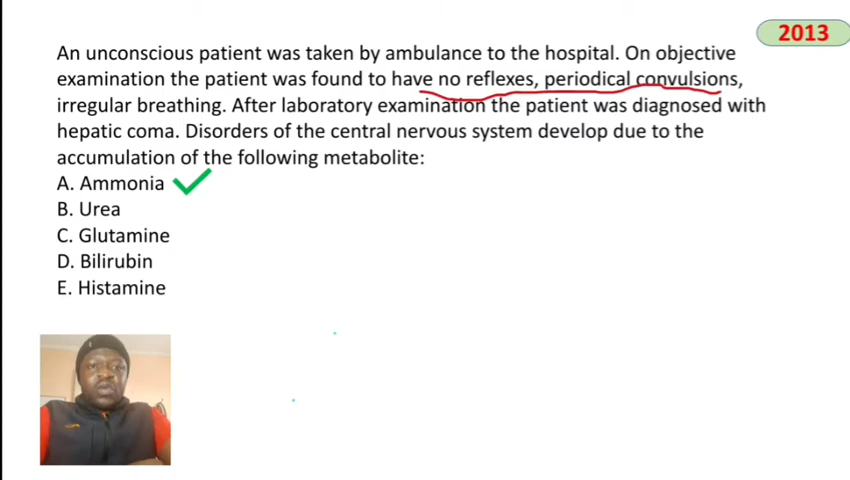 2013
An unconscious patient was taken by ambulance to the hospital. On objective
examination the patient was found to have no reflexes, periodical convulsions,
irregular breathing. After laboratory examination the patient was diagnosed with
hepatic coma. Disorders of the central nervous system develop due to the
accumulation of the following metabolite:
A. Ammonia
B. Urea
C. Glutamine
D. Bilirubin
E. Histamine